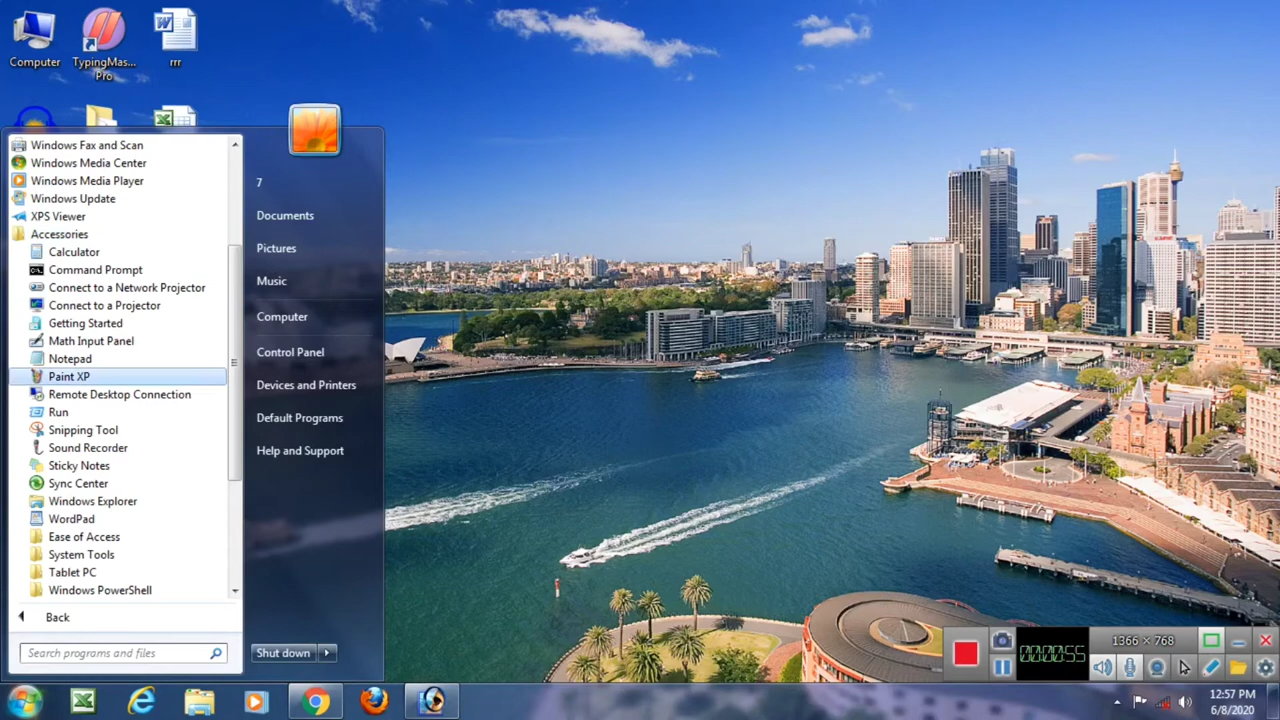 Computer
TypingMas...
Pro
rrr
Windows Fax and Scan
Windows Media Center
Windows Media Player
Windows Update
XPS Viewer
Accessories
Calculator
Command Prompt
Connect to a Network Projector
Connect to a Projector
Getting Started
Math Input Panel
Notepad
Paint XP
Remote Desktop Connection
Run
Snipping Tool
Sound Recorder
Sticky Notes
Sync Center
Windows Explorer
WordPad
Ease of Access
System Tools
Tablet PC
Windows PowerShell
Back
Search programs and files
7
Documents
Pictures
Music
Computer
Control Panel
Devices and Printers
Default Programs
Help and Support
Shut down
00:00:55
1366 × 768
12:57 PM
6/8/2020